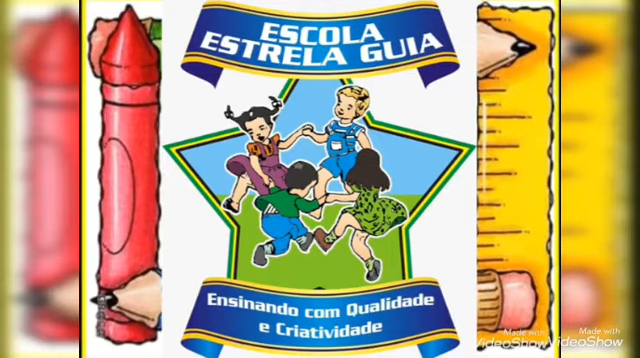 ESCOLA
ESTRELA GUIA
Ensinando com Qualidade
e Criatividade
Made with
VideoShow
Made with
VideoShow